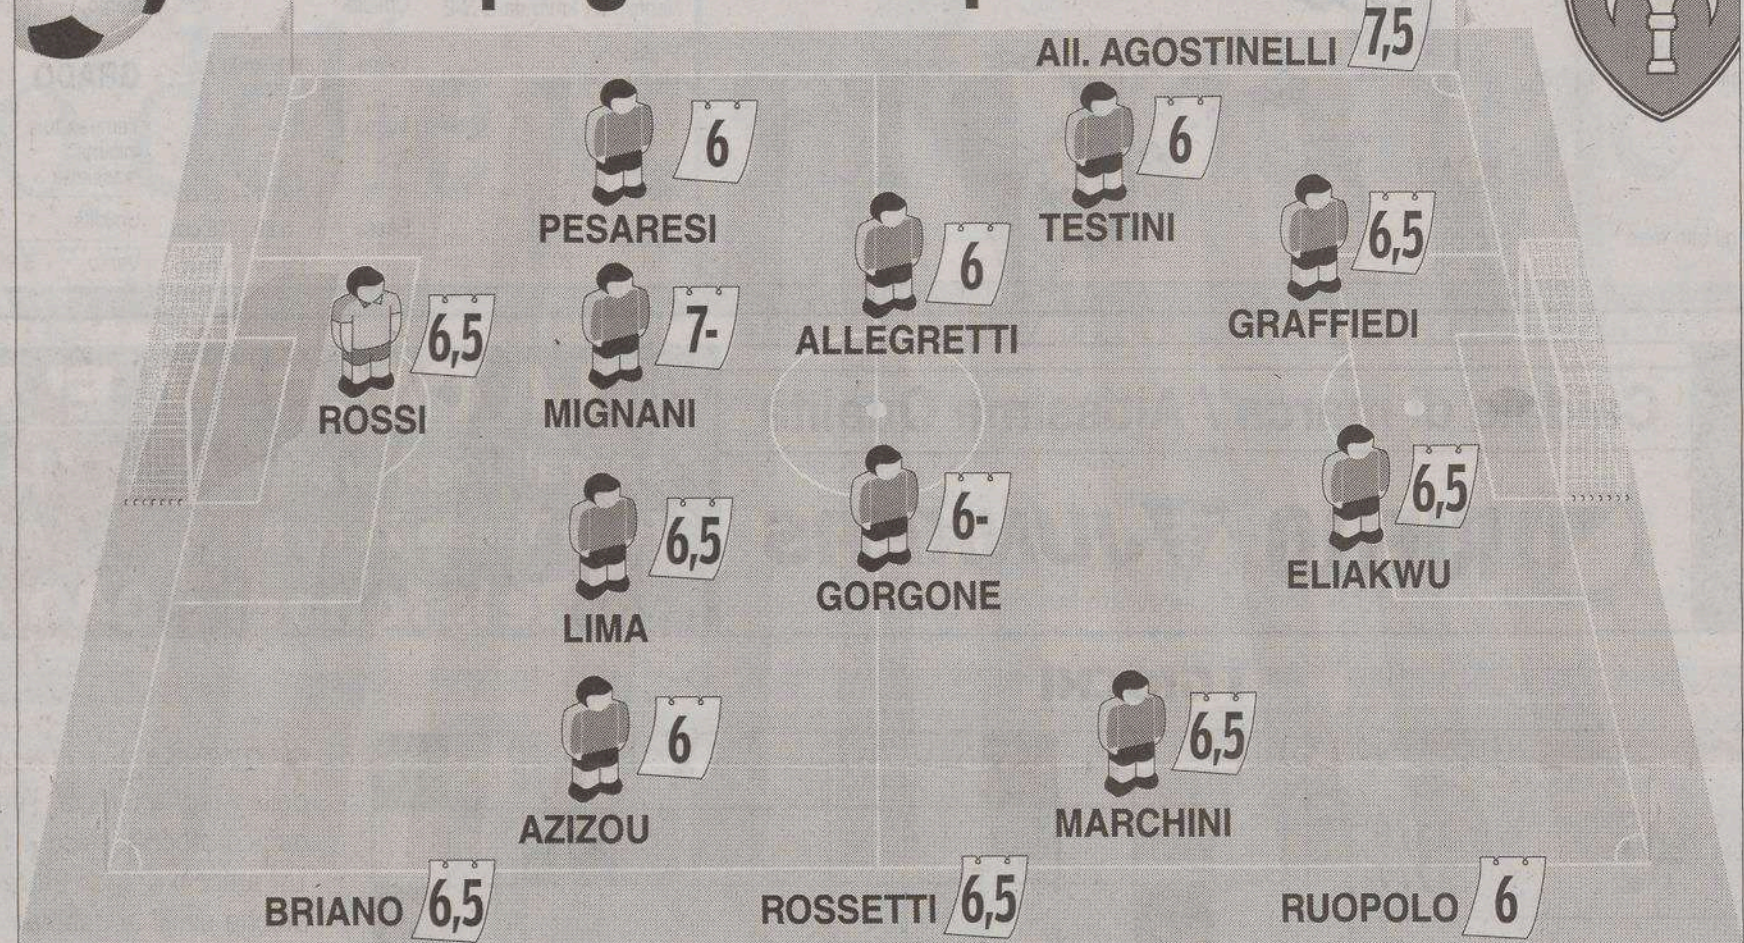 All. AGOSTINELLI 7,5
6
PESARESI
6
TESTINI
6
ALLEGRETTI
6,5
GRAFFIEDI
6,5
ROSSI
7-
MIGNANI
6,5
LIMA
6-
GORGONE
6,5
ELIAKWU
6
AZIZOU
6,5
MARCHINI
BRIANO 6,5
ROSSETTI 6,5
RUOPOLO 6